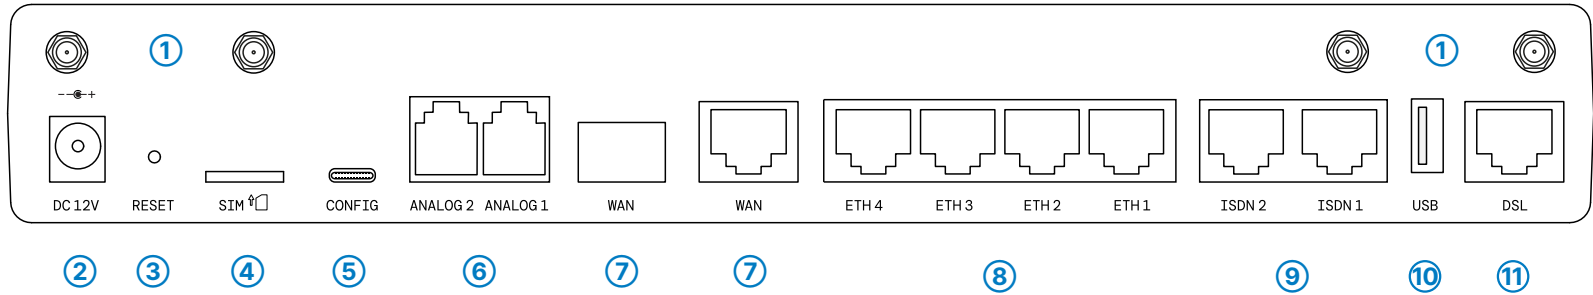 ① ①
DC 12V RESET SIM CONFIG ANALOG 2 ANALOG 1 WAN WAN ETH 4 ETH 3 ETH 2 ETH 1 ISDN 2 ISDN 1 USB DSL
② ③ ④ ⑤ ⑥ ⑦ ⑦ ⑧ ⑨ ⑩ ⑪